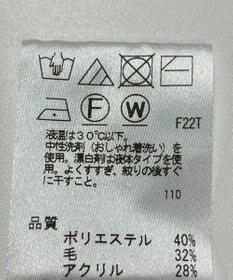 F W F22T
液温は30℃以下。
中性洗剤(おしゃれ着洗い)を
使用。漂白剤は液体タイプを使
用。よくすすぎ、絞りの後すぐ
に干すこと。
110
品質
ポリエステル 40%
毛 32%
アクリル 28%